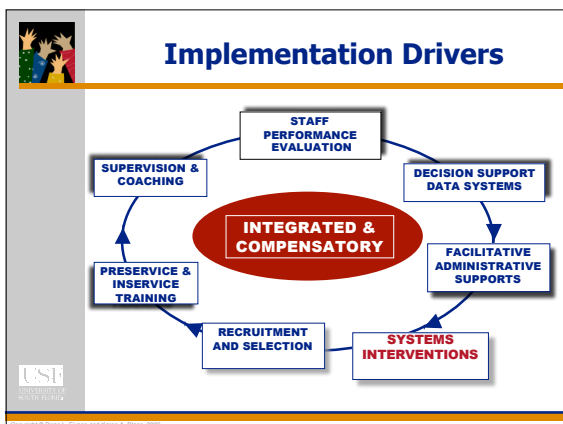 Implementation Drivers
STAFF
PERFORMANCE
EVALUATION
SUPERVISION &
COACHING
DECISION SUPPORT
DATA SYSTEMS
INTEGRATED &
COMPENSATORY
PRESERVICE &
INSERVICE
TRAINING
FACILITATIVE
ADMINISTRATIVE
SUPPORTS
RECRUITMENT
AND SELECTION
SYSTEMS
INTERVENTIONS
USF
UNIVERSITY OF
SOUTH FLORIDA